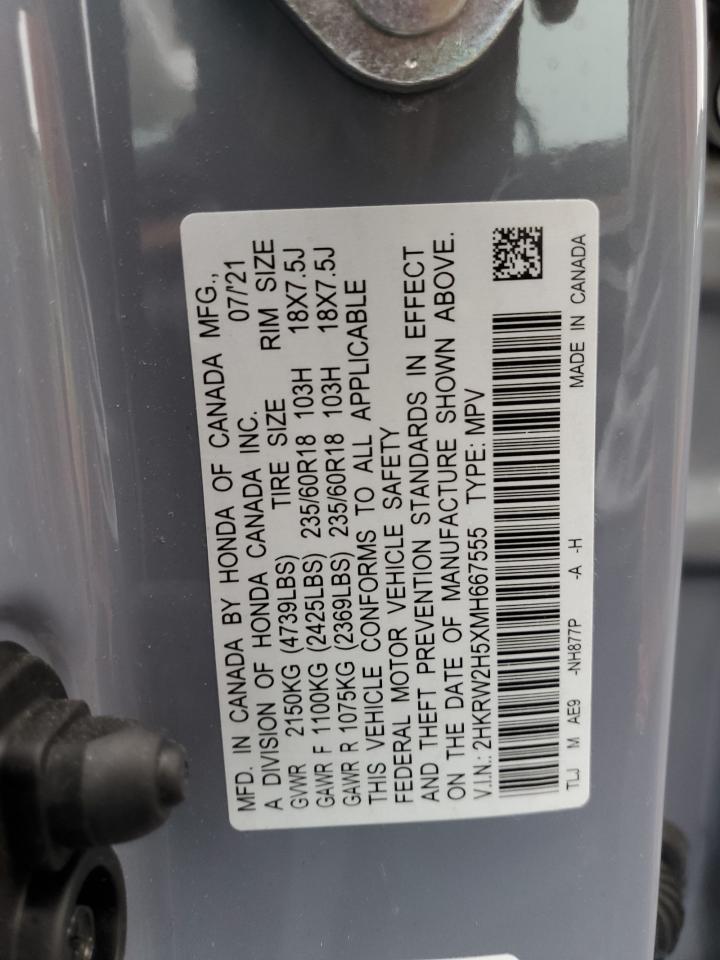 MFD. IN CANADA BY HONDA OF CANADA MFG.,
A DIVISION OF HONDA CANADA INC. 07/'21
GVWR 2150KG (4739LBS) TIRE SIZE RIM SIZE
GAWR F 1100KG (2425LBS) 235/60R18 103H 18X7.5J
GAWR R 1075KG (2369LBS) 235/60R18 103H 18X7.5J
THIS VEHICLE CONFORMS TO ALL APPLICABLE
FEDERAL MOTOR VEHICLE SAFETY
AND THEFT PREVENTION STANDARDS IN EFFECT
ON THE DATE OF MANUFACTURE SHOWN ABOVE.
V.I.N.: 2HKRW2H5XMH667555 TYPE: MPV
TLJ M AE9 -NH877P -A -H MADE IN CANADA